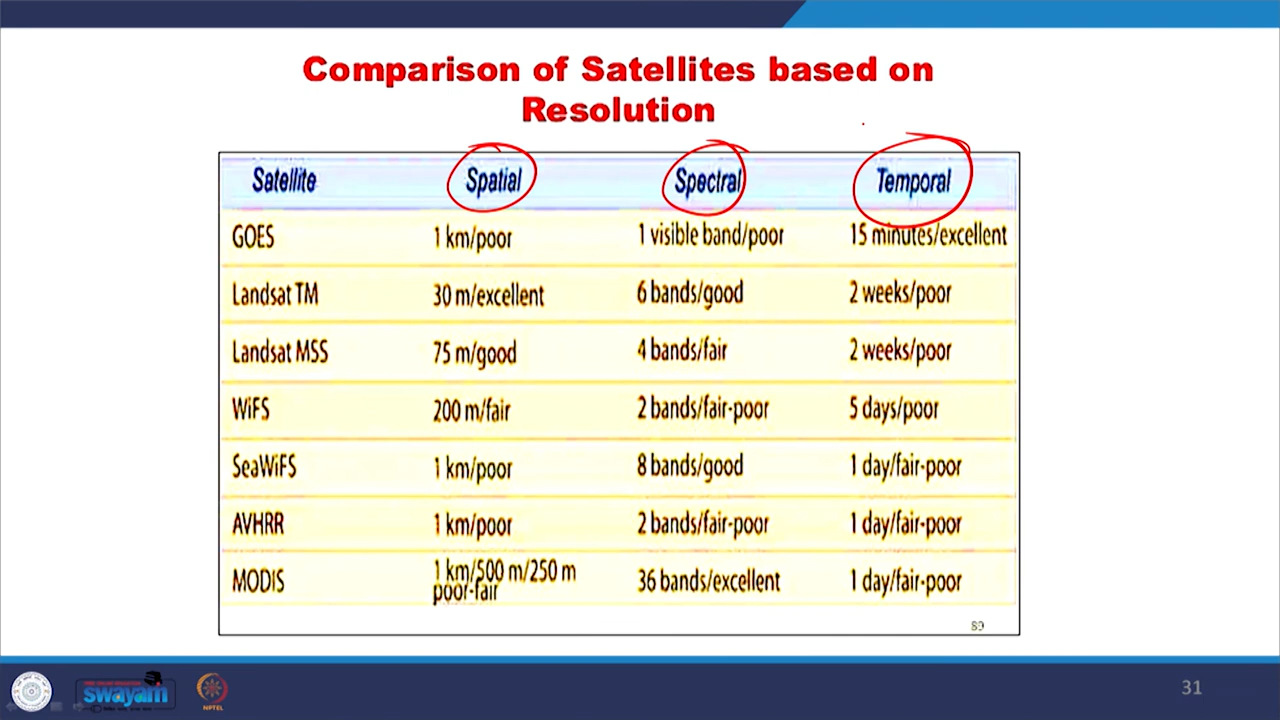 Comparison of Satellites based on
Resolution
Satellite Spatial Spectral Temporal
GOES 1 km/poor 1 visible band/poor 15 minutes/excellent
Landsat TM 30 m/excellent 6 bands/good 2 weeks/poor
Landsat MSS 75 m/good 4 bands/fair 2 weeks/poor
WiFS 200 m/fair 2 bands/fair-poor 5 days/poor
SeaWiFS 1 km/poor 8 bands/good 1 day/fair-poor
AVHRR 1 km/poor 2 bands/fair-poor 1 day/fair-poor
MODIS 1 km/500 m/250 m 36 bands/excellent 1 day/fair-poor
poor-fair
89
swayam
NPTEL
31